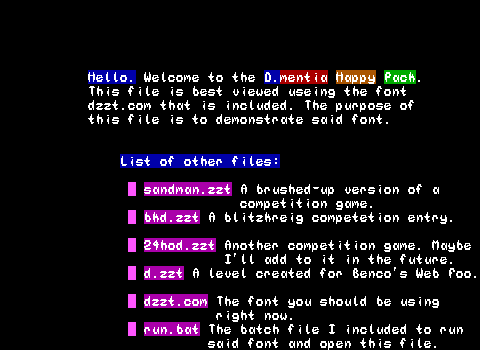 Hello. Welcome to the D.mentia Happy Pack.
This file is best viewed useing the font
dzzt.com that is included. The purpose of
this file is to demonstrate said font.
List of other files:
sandman.zzt A brushed-up version of a
competition game.
bkd.zzt A blitzkreig competetion entry.
24hod.zzt Another competition game. Maybe
I'll add to it in the future.
d.zzt A level created for Benco's Web foo.
dzzt.com The font you should be using
right now.
run.bat The batch file I included to run
said font and open this file.